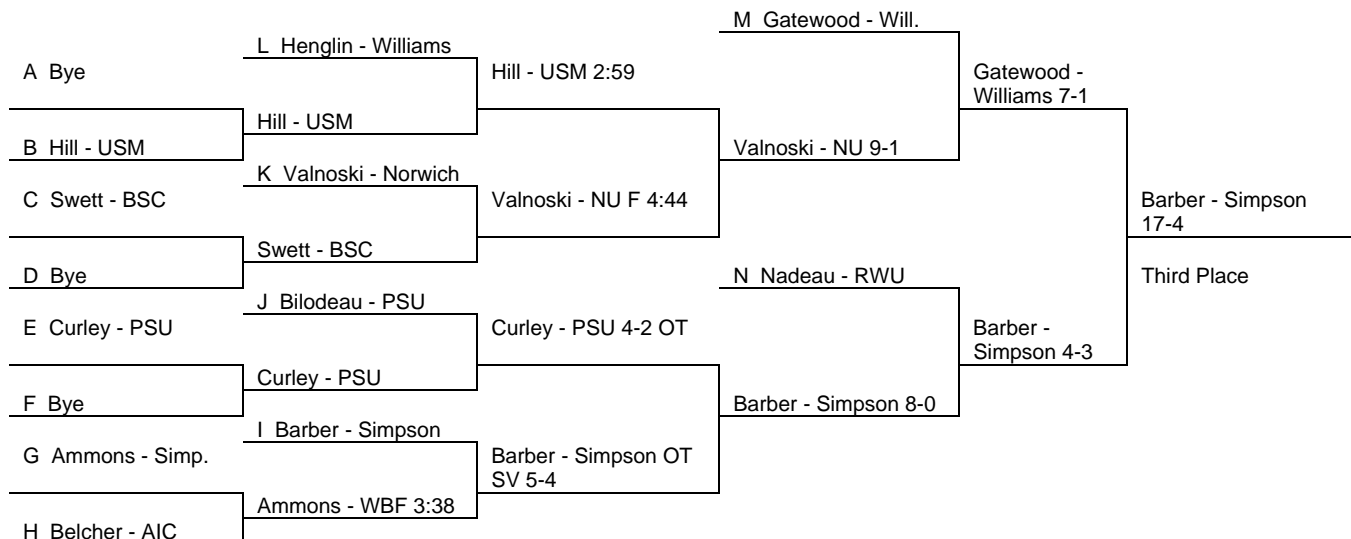 M Gatewood - Will.
L Henglin - Williams
A Bye
Hill - USM 2:59
Gatewood -
Williams 7-1
Hill - USM
B Hill - USM
Valnoski - NU 9-1
K Valnoski - Norwich
C Swett - BSC
Valnoski - NU F 4:44
Barber - Simpson
17-4
Swett - BSC
D Bye
N Nadeau - RWU
Third Place
J Bilodeau - PSU
E Curley - PSU
Curley - PSU 4-2 OT
Barber -
Simpson 4-3
Curley - PSU
F Bye
Barber - Simpson 8-0
I Barber - Simpson
G Ammons - Simp.
Barber - Simpson OT
SV 5-4
Ammons - WBF 3:38
H Belcher - AIC